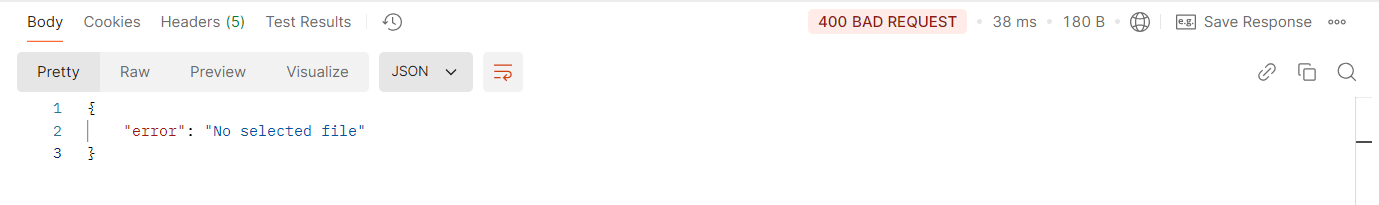 Body Cookies Headers (5) Test Results 400 BAD REQUEST • 38 ms • 180 B e.g. Save Response
Pretty Raw Preview Visualize JSON
1 {
2 "error": "No selected file"
3 }